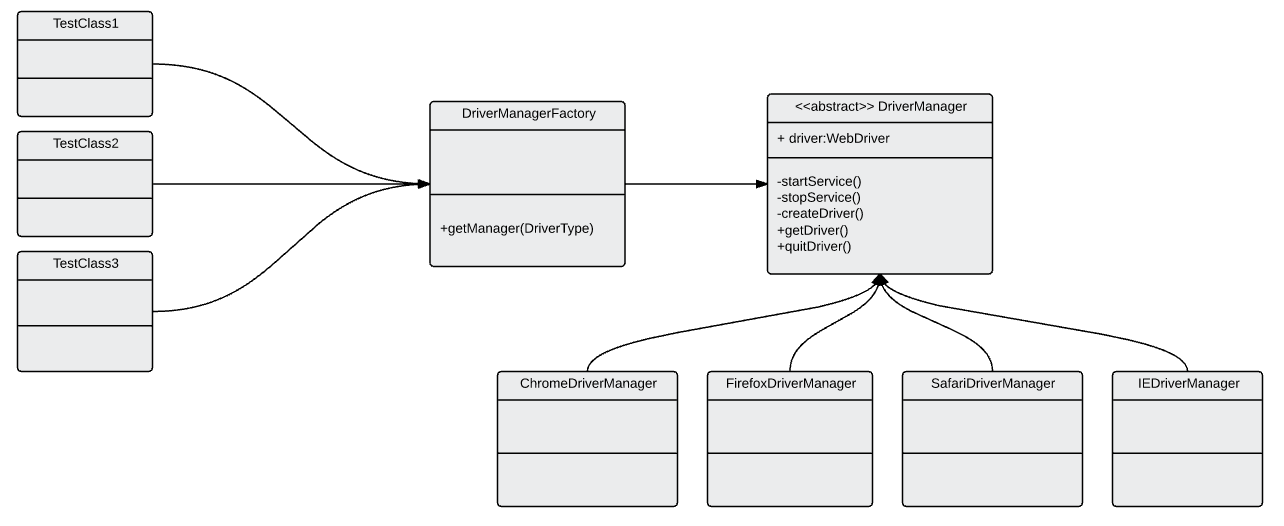 TestClass1
TestClass2
TestClass3
DriverManagerFactory
+getManager(DriverType)
<<abstract>> DriverManager
+ driver:WebDriver
-startService()
-stopService()
-createDriver()
+getDriver()
+quitDriver()
ChromeDriverManager
FirefoxDriverManager
SafariDriverManager
IEDriverManager